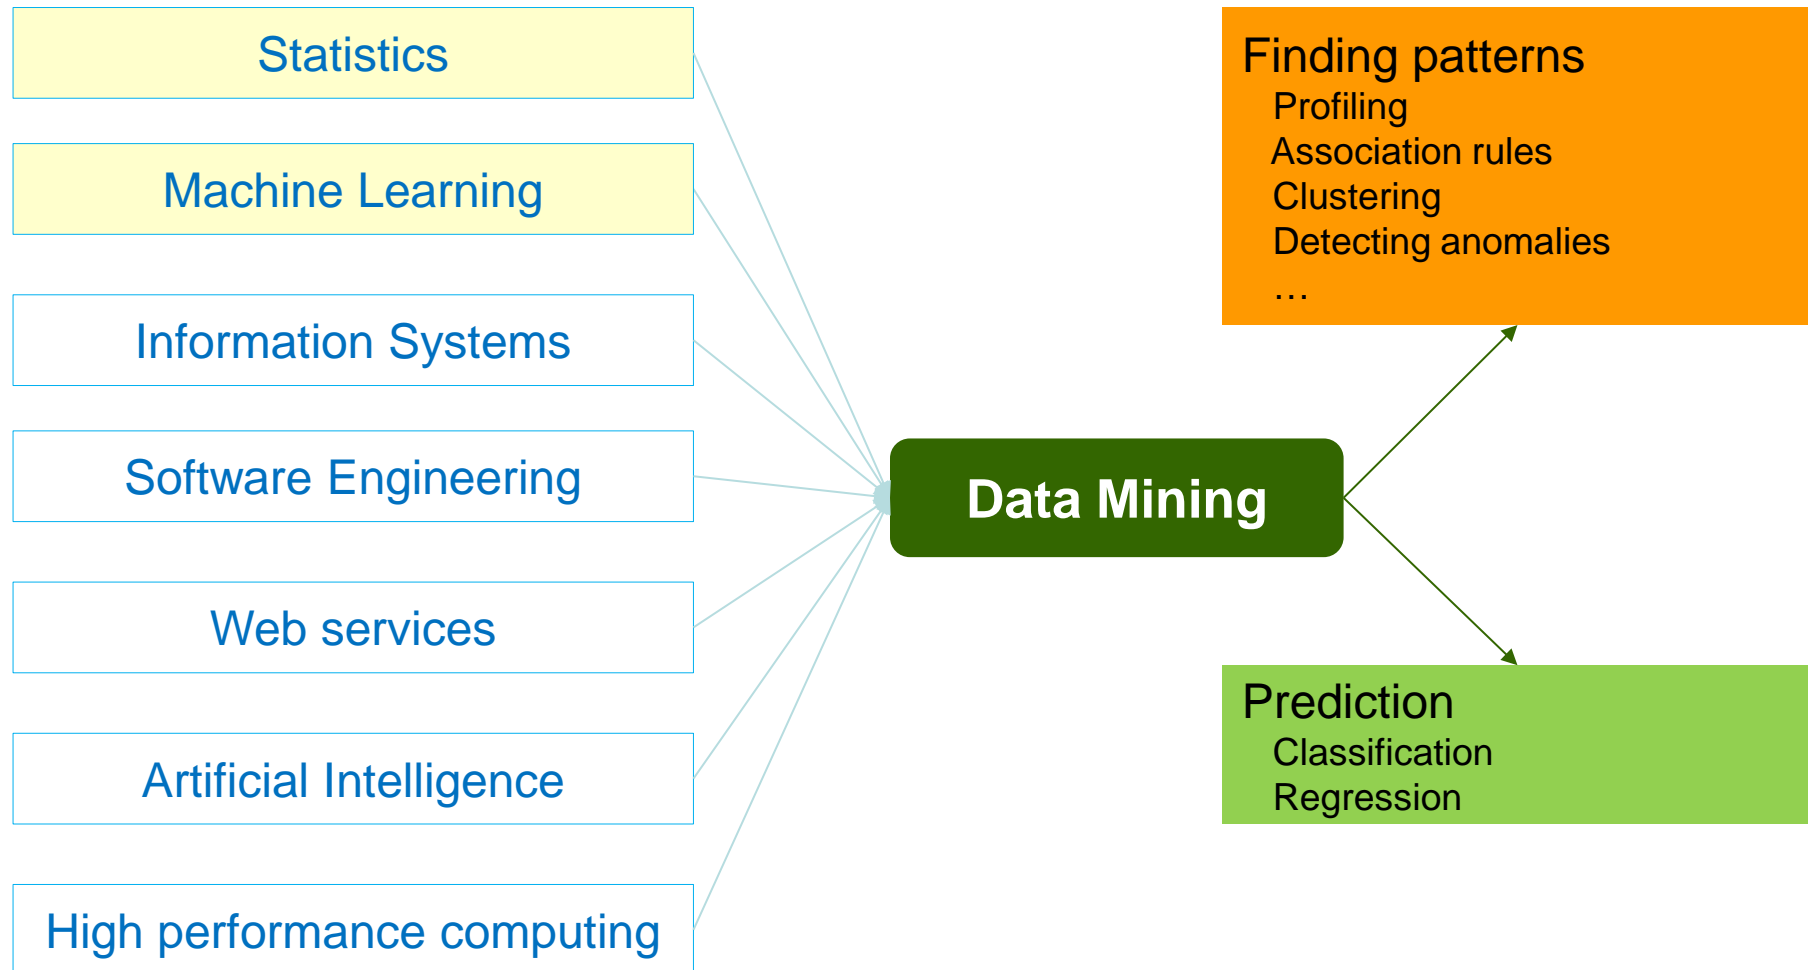 Statistics
Machine Learning
Information Systems
Software Engineering
Web services
Artificial Intelligence
High performance computing
Data Mining
Finding patterns
Profiling
Association rules
Clustering
Detecting anomalies
…
Prediction
Classification
Regression